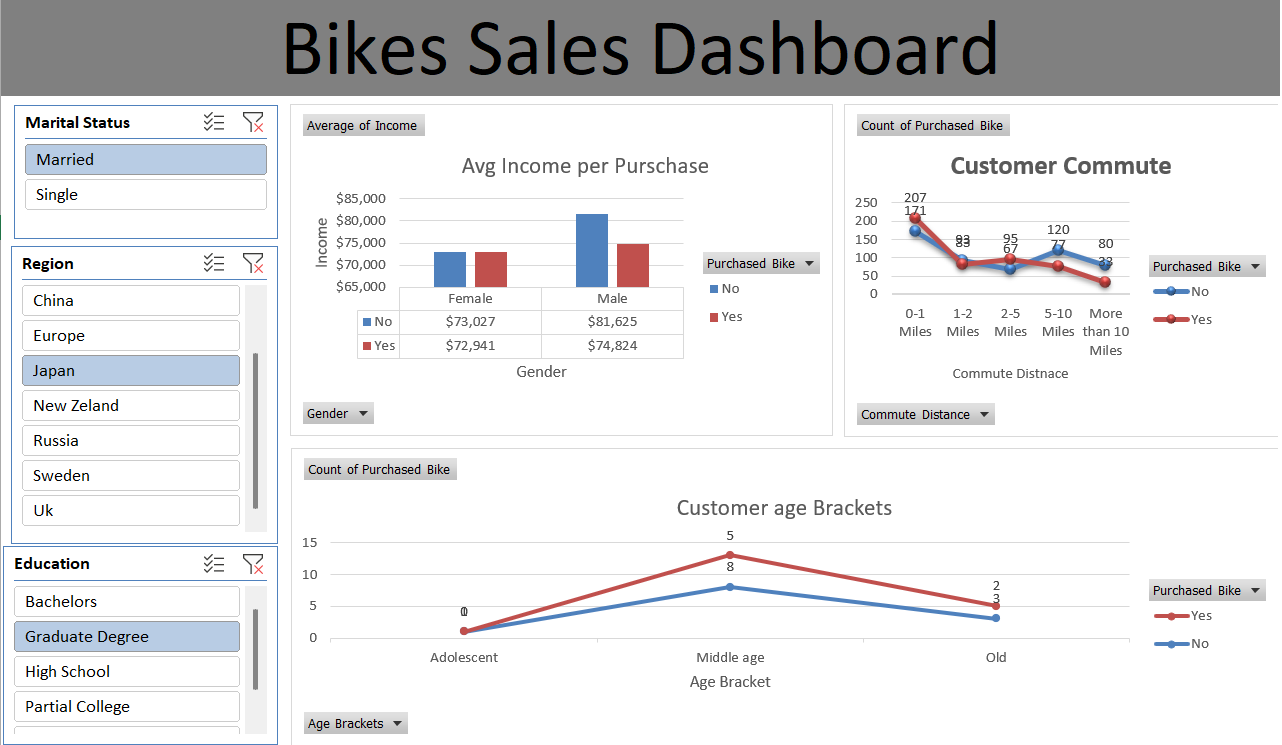 Bikes Sales Dashboard
Marital Status
Married
Single
Region
China
Europe
Japan
New Zeland
Russia
Sweden
Uk
Education
Bachelors
Graduate Degree
High School
Partial College
Average of Income
Avg Income per Purschase
Income
$85,000
$80,000
$75,000
$70,000
$65,000
Female Male
No $73,027 $81,625
Yes $72,941 $74,824
Gender
Purchased Bike
No
Yes
Gender
Count of Purchased Bike
Customer Commute
250
200
150
100
50
0
207
171
93
83
95
67
120
77
80
33
0-1 Miles
1-2 Miles
2-5 Miles
5-10 Miles
More than 10 Miles
Commute Distnace
Purchased Bike
No
Yes
Commute Distance
Count of Purchased Bike
Customer age Brackets
15
10
5
0
5
8
2
3
Adolescent Middle age Old
Age Bracket
Purchased Bike
Yes
No
Age Brackets